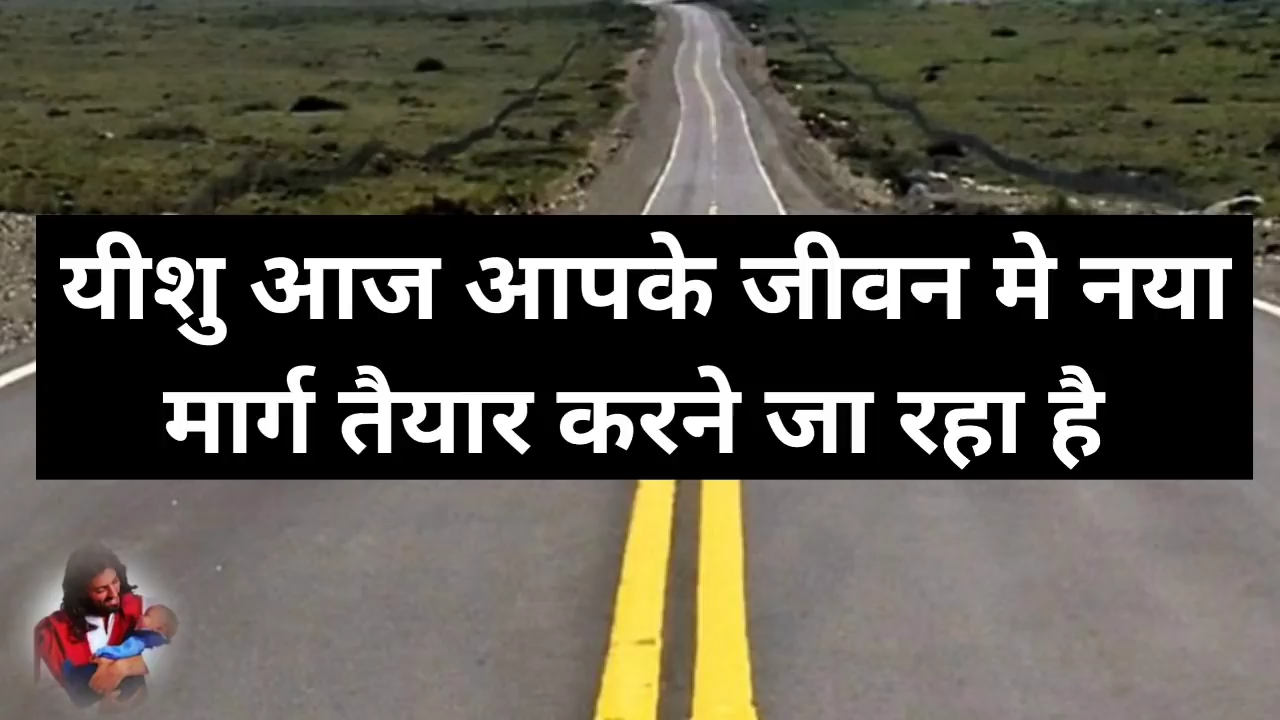 यीशु आज आपके जीवन मे नया
मार्ग तैयार करने जा रहा है